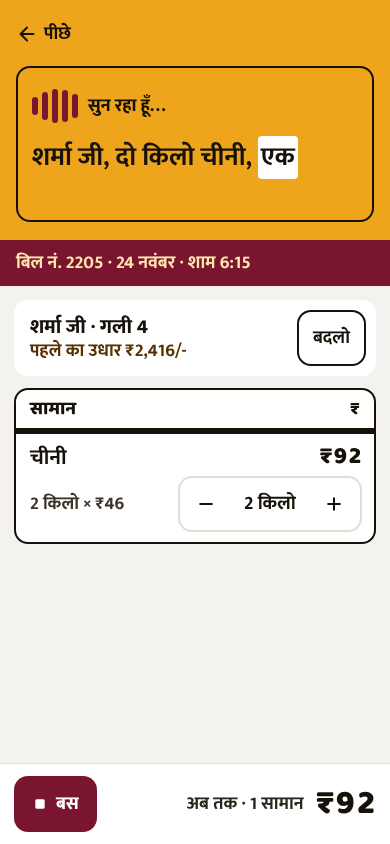 पीछे
सुन रहा हूँ...
शर्मा जी, दो किलो चीनी, एक
बिल नं. 2205 · 24 नवंबर · शाम 6:15
शर्मा जी · गली 4
पहले का उधार ₹2,416/-
बदलो
सामान ₹
चीनी ₹92
2 किलो × ₹46 − 2 किलो +
बस अब तक · 1 सामान ₹92